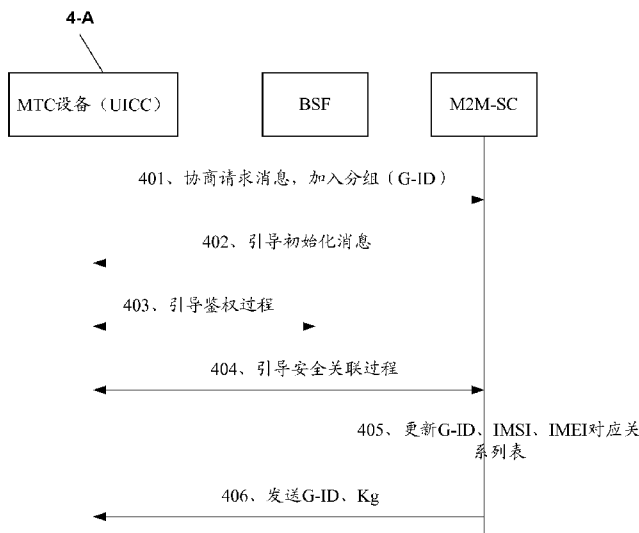 4-A
MTC设备（UICC）
BSF
M2M-SC
401、协商请求消息，加入分组（G-ID）
402、引导初始化消息
403、引导鉴权过程
404、引导安全关联过程
405、更新G-ID、IMSI、IMEI对应关
系列表
406、发送G-ID、Kg